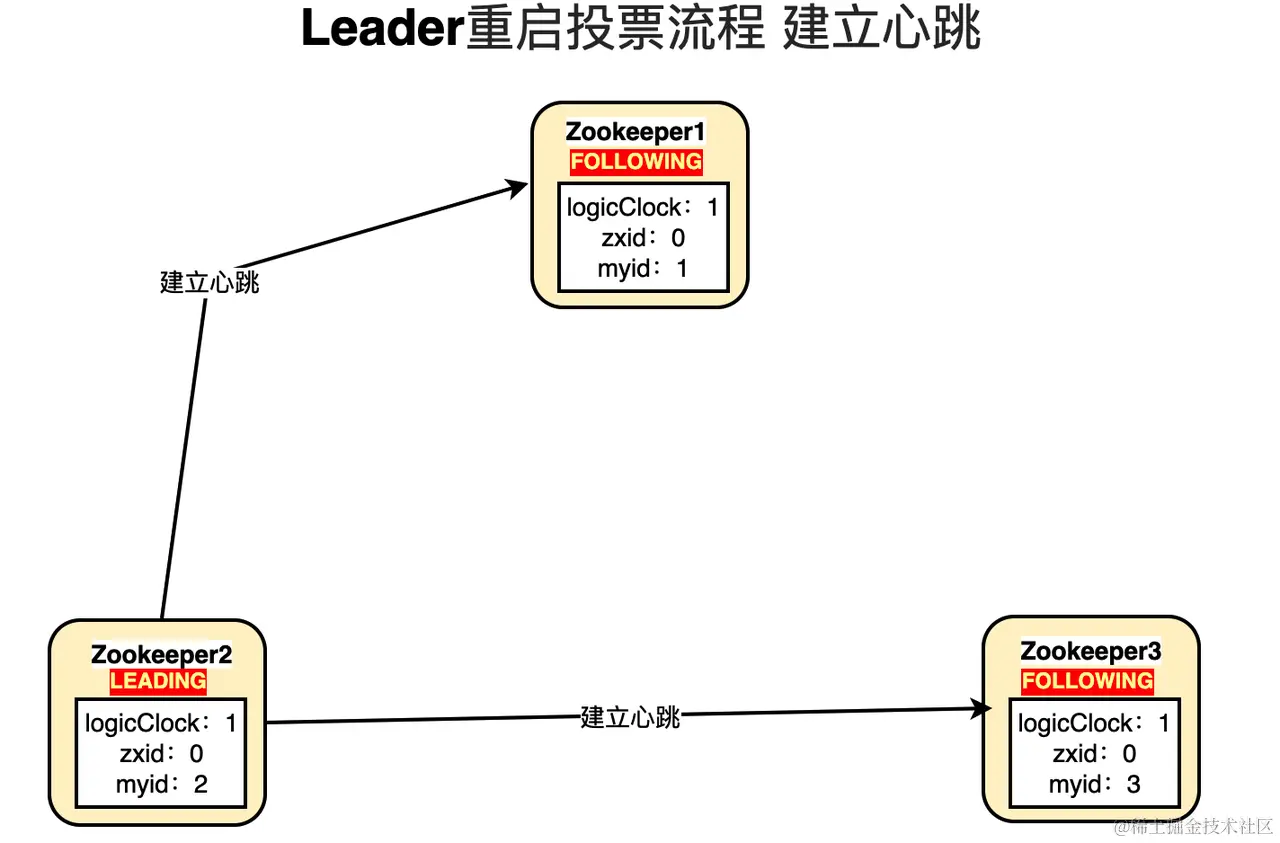 Leader重启投票流程 建立心跳
Zookeeper1
FOLLOWING
logicClock：1
zxid：0
myid：1
建立心跳
Zookeeper2
LEADING
logicClock：1
zxid：0
myid：2
建立心跳
Zookeeper3
FOLLOWING
logicClock：1
zxid：0
myid：3
@稀土掘金技术社区